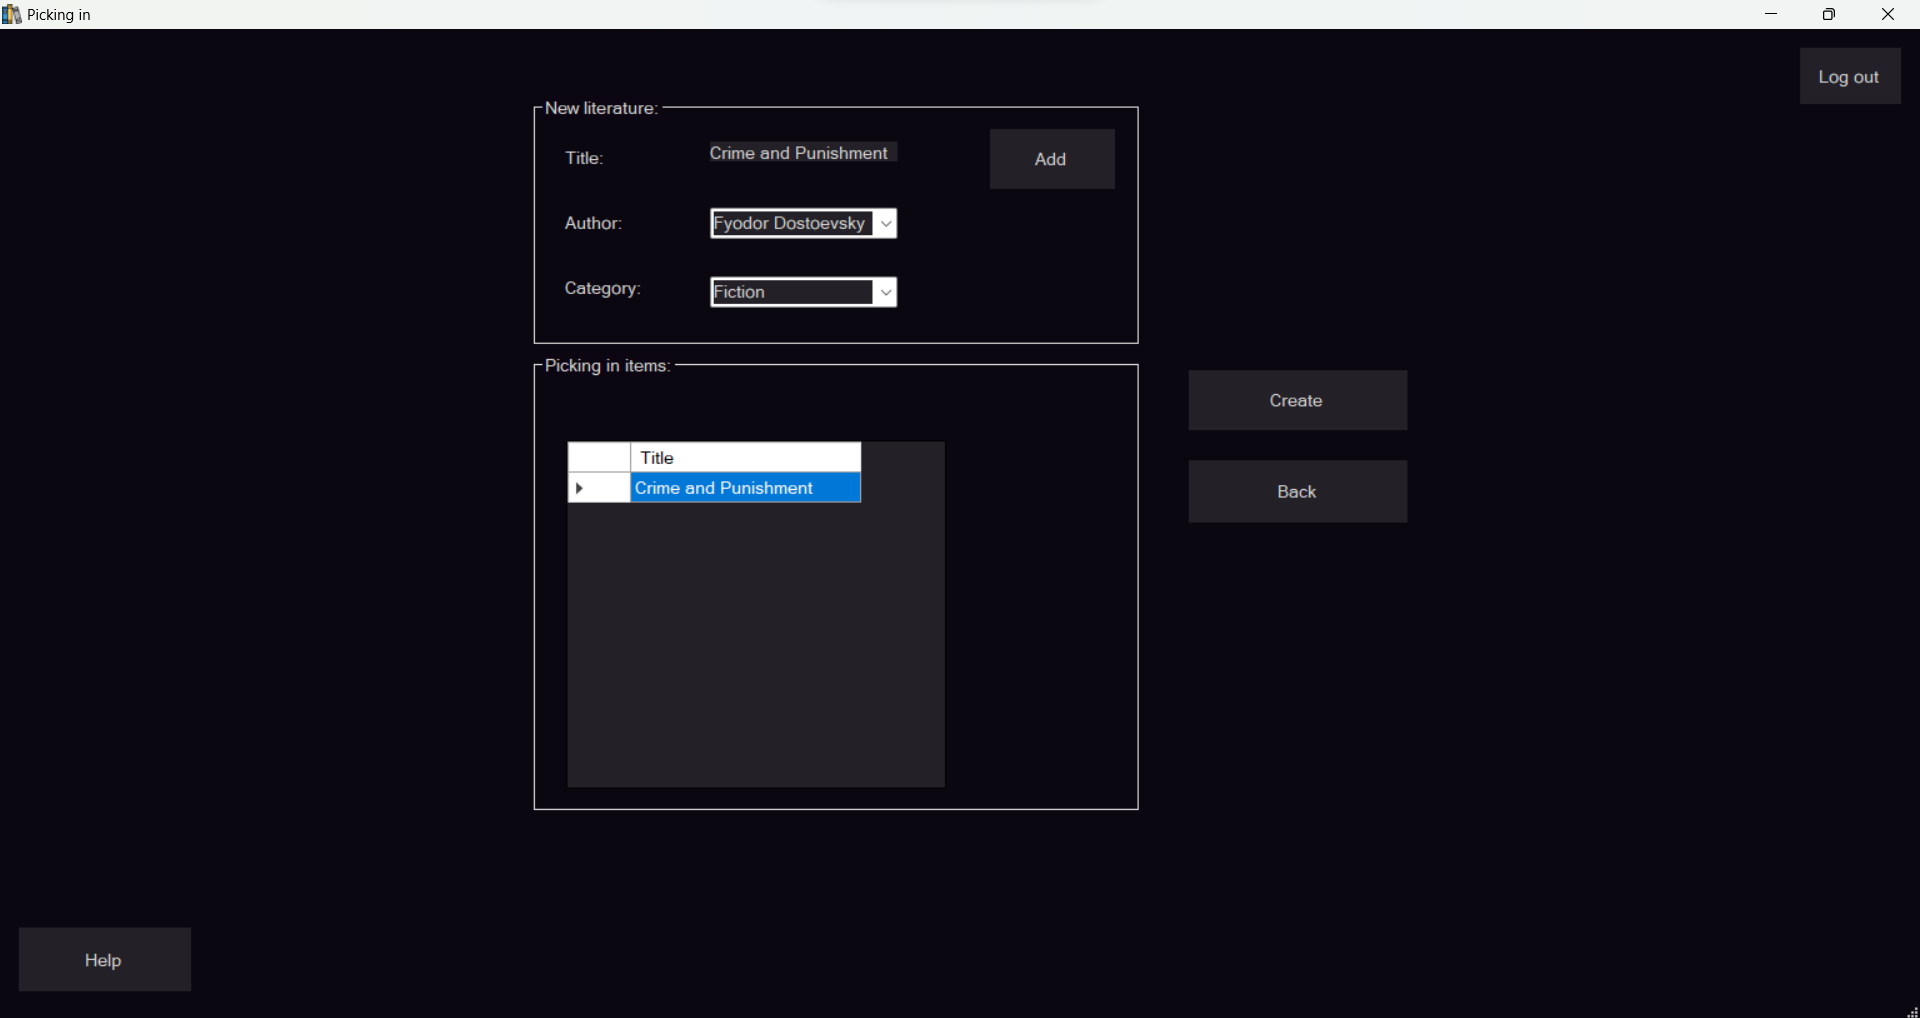 Picking in
Log out
New literature:
Title:
Crime and Punishment
Add
Author:
Fyodor Dostoevsky
Category:
Fiction
Picking in items:
Title
Crime and Punishment
Create
Back
Help